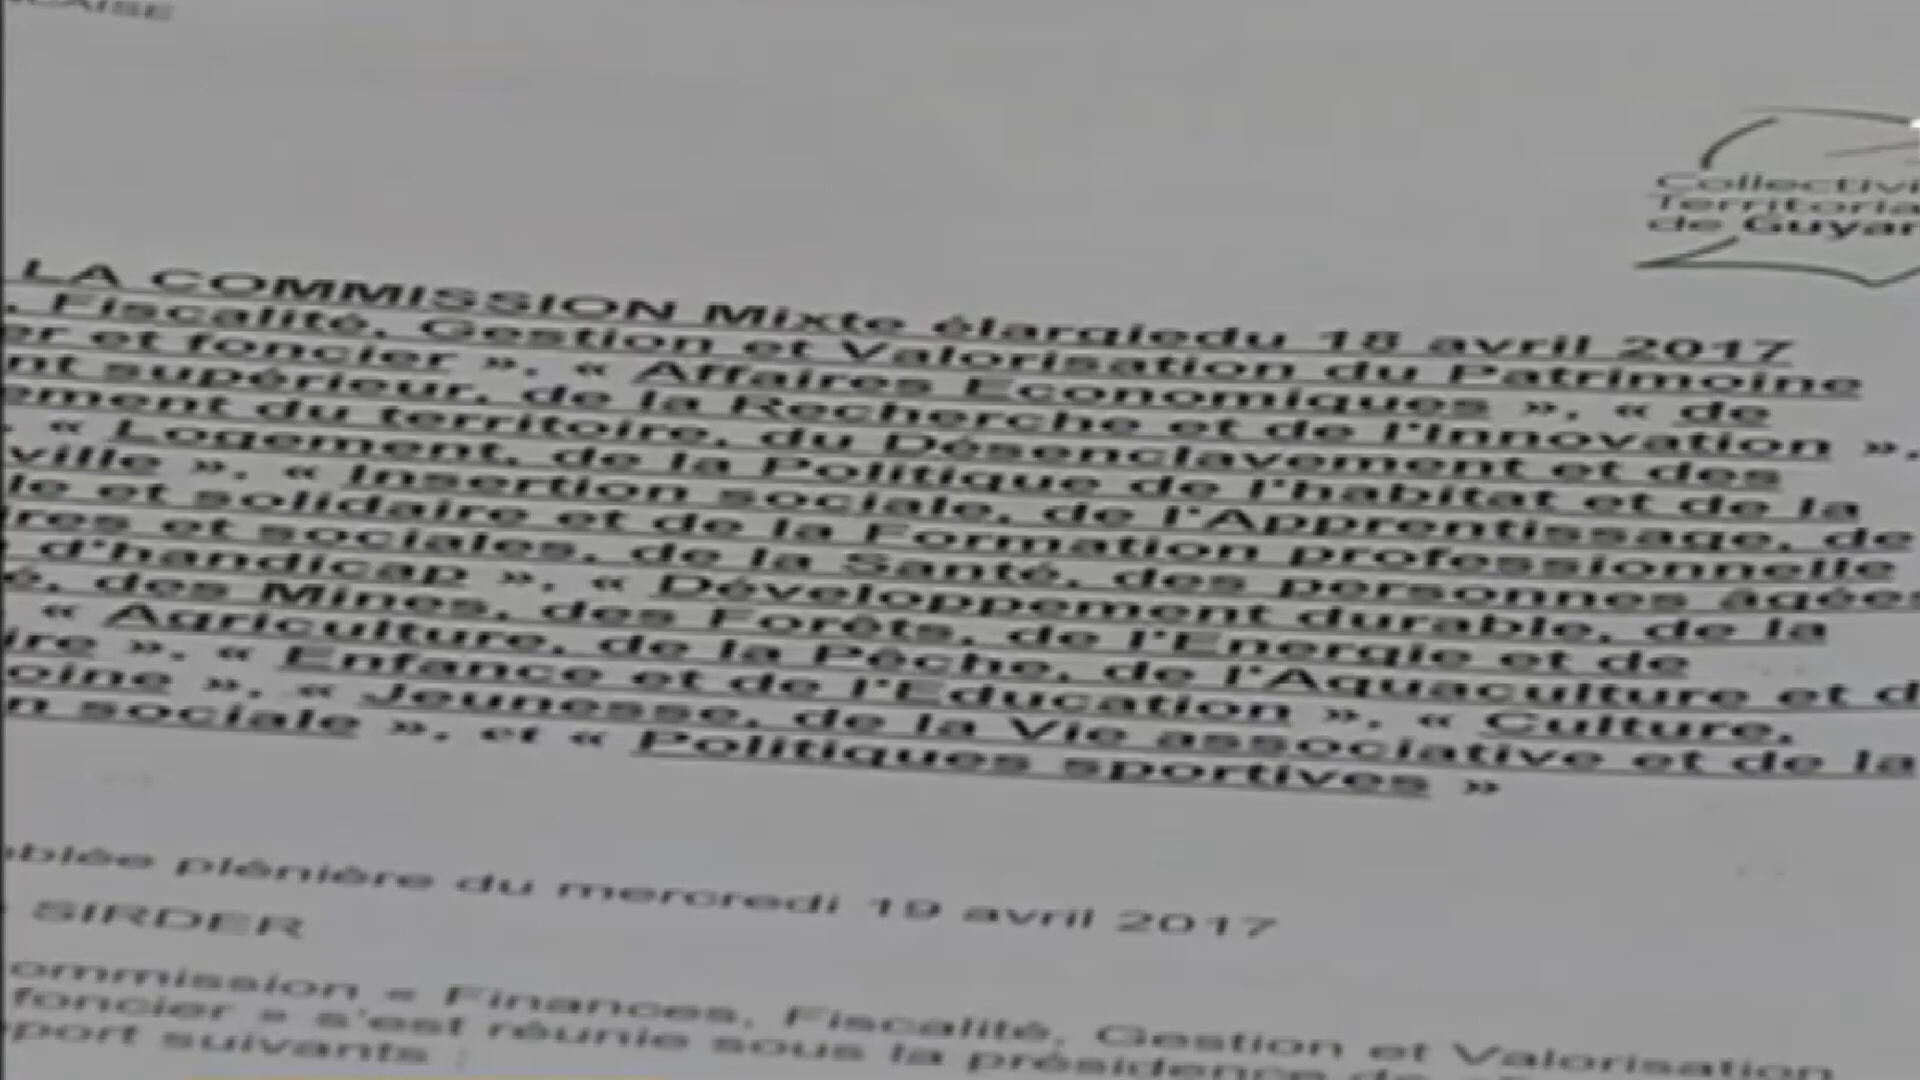 CAISE
Collectivi
Territoria
de Guyan
LA COMMISSION Mixte élargiedu 18 avril 2017
, Fiscalité, Gestion et Valorisation du Patrimoine
er et foncier », « Affaires Economiques », « de
nt supérieur, de la Recherche et de l'Innovation »,
ement du territoire, du Désenclavement et des
, « Logement, de la Politique de l'habitat et de la
ville », « Insertion sociale, de l'Apprentissage, de
le et solidaire et de la Formation professionnelle
ires et sociales, de la Santé, des personnes âgées
d'handicap », « Développement durable, de la
é, des Mines, des Forêts, de l'Energie et de
« Agriculture, de la Pêche, de l'Aquaculture et d
ire », « Enfance et de l'Education », « Culture,
oine », « Jeunesse, de la Vie associative et de la
n sociale », et « Politiques sportives »
blée plénière du mercredi 19 avril 2017
SIRDER
ommission « Finances, Fiscalité, Gestion et Valorisation
foncier » s'est réunie sous la présidence de
port suivants :